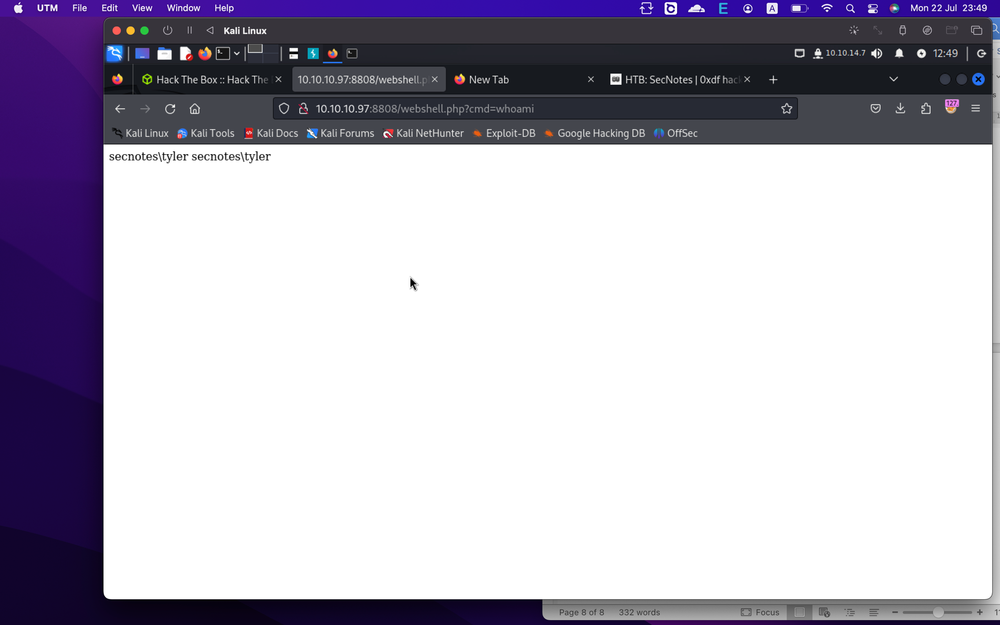 UTM File Edit View Window Help A Mon 22 Jul 23:49
Kali Linux
10.10.14.7 12:49
Hack The Box :: Hack The 10.10.10.97:8808/webshell.p New Tab HTB: SecNotes | 0xdf hack
10.10.10.97:8808/webshell.php?cmd=whoami 127.
Kali Linux Kali Tools Kali Docs Kali Forums Kali NetHunter Exploit-DB Google Hacking DB OffSec
secnotes\tyler secnotes\tyler
Page 8 of 8 332 words Focus